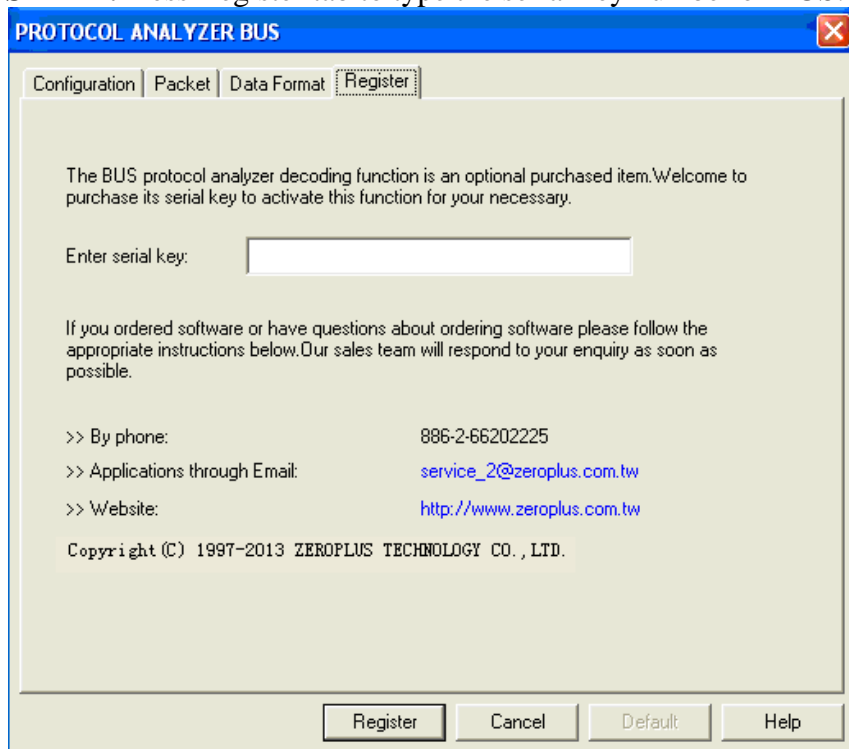 PROTOCOL ANALYZER BUS
Configuration Packet Data Format Register
The BUS protocol analyzer decoding function is an optional purchased item.Welcome to
purchase its serial key to activate this function for your necessary.
Enter serial key:
If you ordered software or have questions about ordering software please follow the
appropriate instructions below.Our sales team will respond to your enquiry as soon as
possible.
>> By phone: 886-2-66202225
>> Applications through Email: service_2@zeroplus.com.tw
>> Website: http://www.zeroplus.com.tw
Copyright(C) 1997-2013 ZEROPLUS TECHNOLOGY CO.,LTD.
Register Cancel Default Help